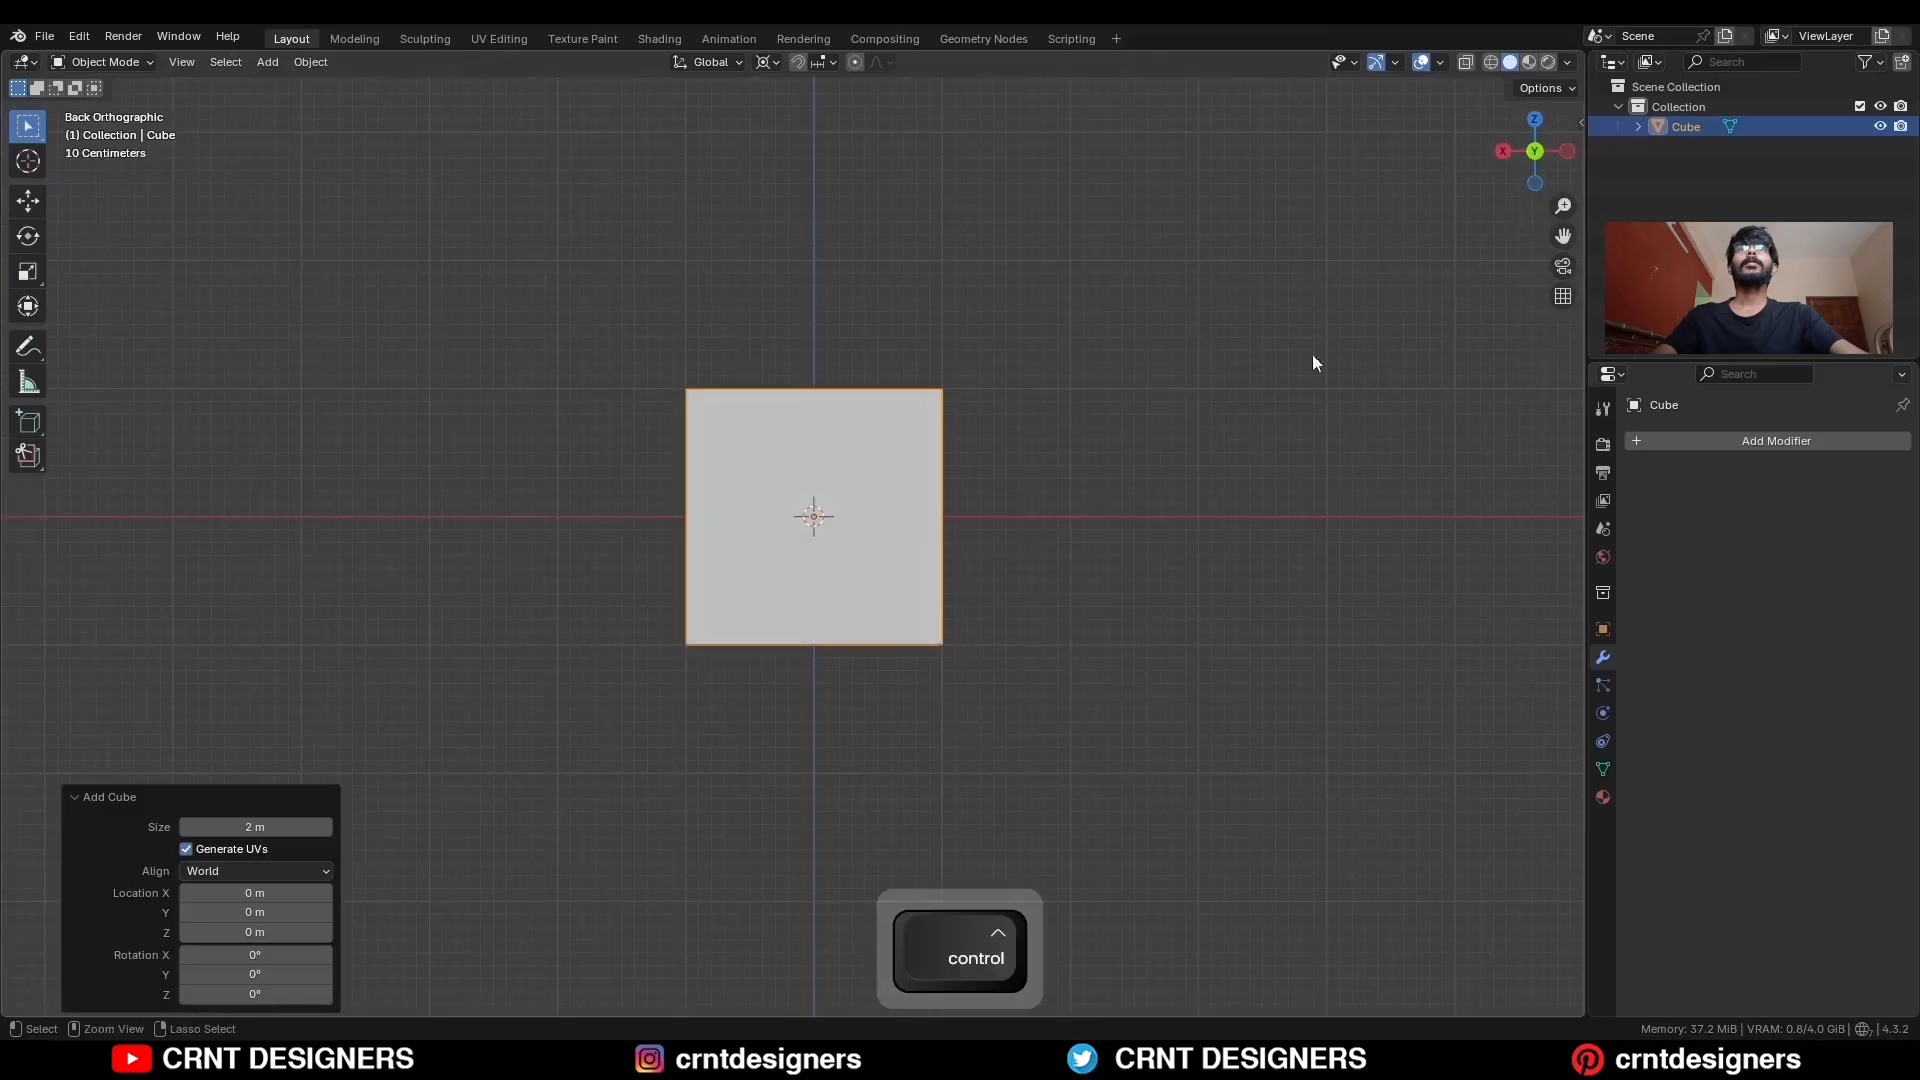 File Edit Render Window Help Layout Modeling Sculpting UV Editing Texture Paint Shading Animation Rendering Compositing Geometry Nodes Scripting + Scene ViewLayer
Object Mode View Select Add Object Global Search
Options
Back Orthographic
(1) Collection | Cube
10 Centimeters
Z
X
Y
Scene Collection
Collection
Cube
Search
Cube
+ Add Modifier
Add Cube
Size 2 m
Generate UVs
Align World
Location X 0 m
Y 0 m
Z 0 m
Rotation X 0°
Y 0°
Z 0°
control
Select Zoom View Lasso Select Memory: 37.2 MiB | VRAM: 0.8/4.0 GiB | 4.3.2
CRNT DESIGNERS crntdesigners CRNT DESIGNERS crntdesigners